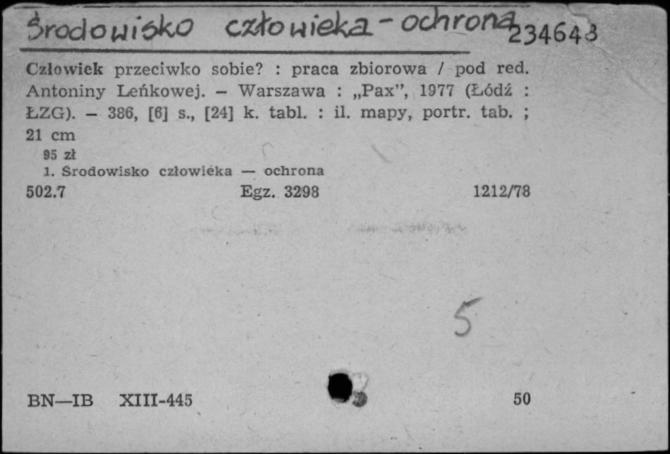 Środowisko człowieka - ochrona
234643
Człowiek przeciwko sobie? : praca zbiorowa / pod red.
Antoniny Leńkowej. — Warszawa : „Pax”, 1977 (Łódź :
ŁZG). — 386, [6] s., [24] k. tabl. : il. mapy, portr. tab. ;
21 cm
95 zł
1. Środowisko człowieka — ochrona
502.7 Egz. 3298 1212/78
5
BN—IB XIII-445 50